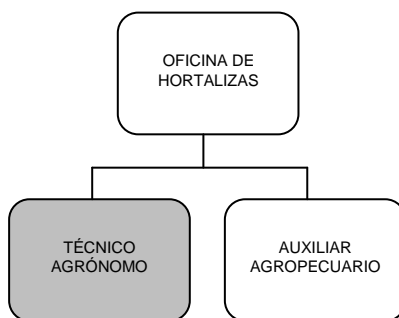 OFICINA DE
HORTALIZAS
TÉCNICO
AGRÓNOMO
AUXILIAR
AGROPECUARIO